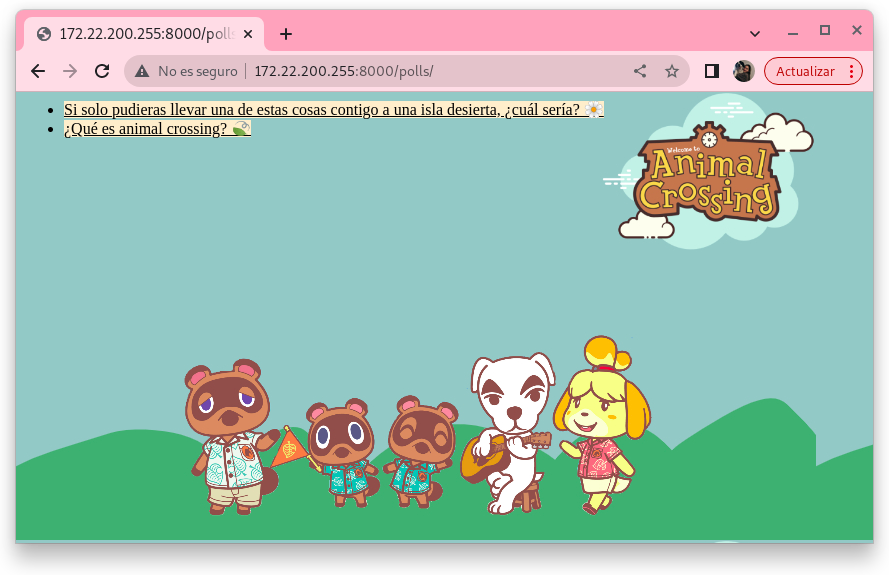 172.22.200.255:8000/polls
No es seguro
172.22.200.255:8000/polls/
Actualizar
Si solo pudieras llevar una de estas cosas contigo a una isla desierta, ¿cuál sería?
¿Qué es animal crossing?
Welcome to
Animal
Crossing